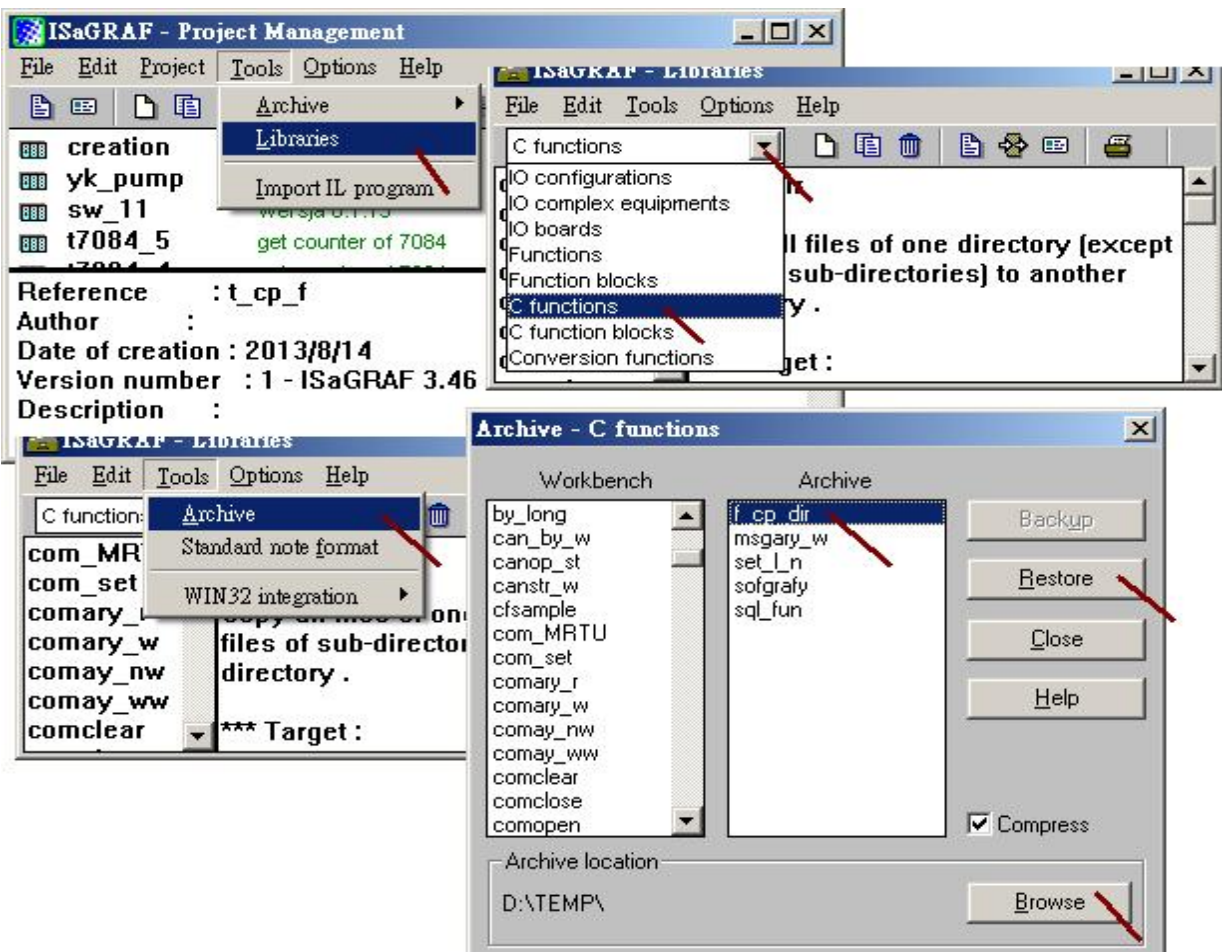 ISaGRAF - Project Management
File Edit Project Tools Options Help
Archive
Libraries
Import IL program
creation
yk_pump
sw_11
t7084_5 get counter of 7084
Reference : t_cp_f
Author :
Date of creation : 2013/8/14
Version number : 1 - ISaGRAF 3.46
Description :
ISaGRAF - Libraries
File Edit Tools Options Help
C functions
IO configurations
IO complex equipments
IO boards
Functions
Function blocks
C functions
C function blocks
Conversion functions
ll files of one directory (except
sub-directories) to another
y .
get :
ISaGRAF - Libraries
File Edit Tools Options Help
C function
Archive
Standard note format
WIN32 integration
com_MRT
com_set
comary_
comary_w
comay_nw
comay_ww
comclear
files of sub-director
directory .
*** Target :
Archive - C functions
Workbench
by_long
can_by_w
canop_st
canstr_w
cfsample
com_MRTU
com_set
comary_r
comary_w
comay_nw
comay_ww
comclear
comclose
comopen
Archive
f_cp_dir
msgary_w
set_l_n
sofgrafy
sql_fun
Backup
Restore
Close
Help
Compress
Archive location
D:\TEMP\
Browse